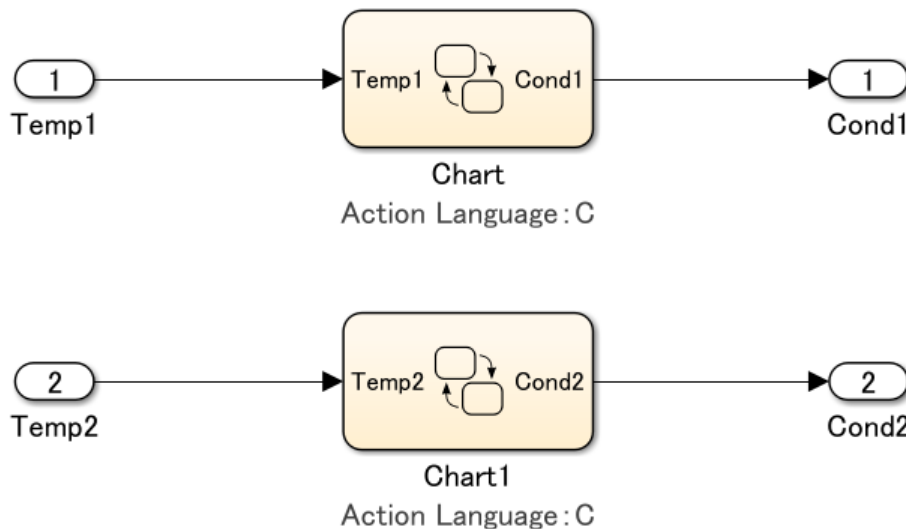 1 Temp1 Cond1 1
Temp1 Cond1
Chart
Action Language : C
2 Temp2 Cond2 2
Temp2 Cond2
Chart1
Action Language : C